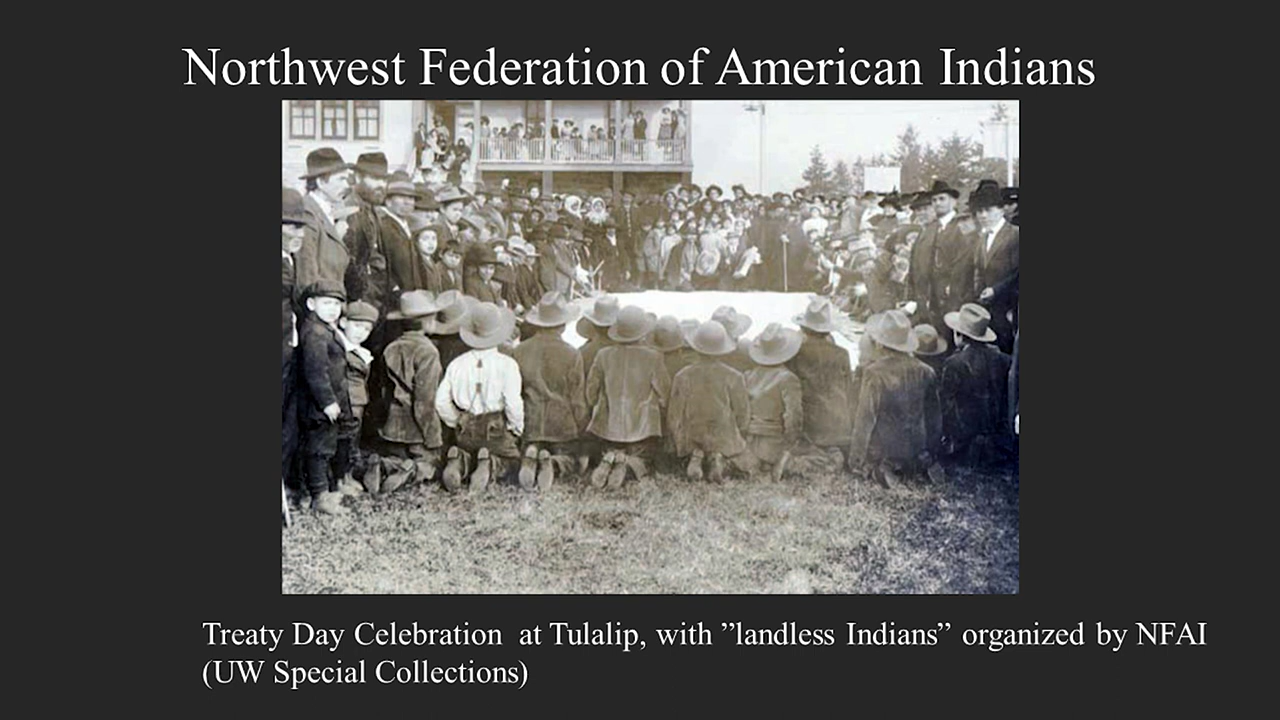 Northwest Federation of American Indians
Treaty Day Celebration at Tulalip, with ”landless Indians” organized by NFAI
(UW Special Collections)